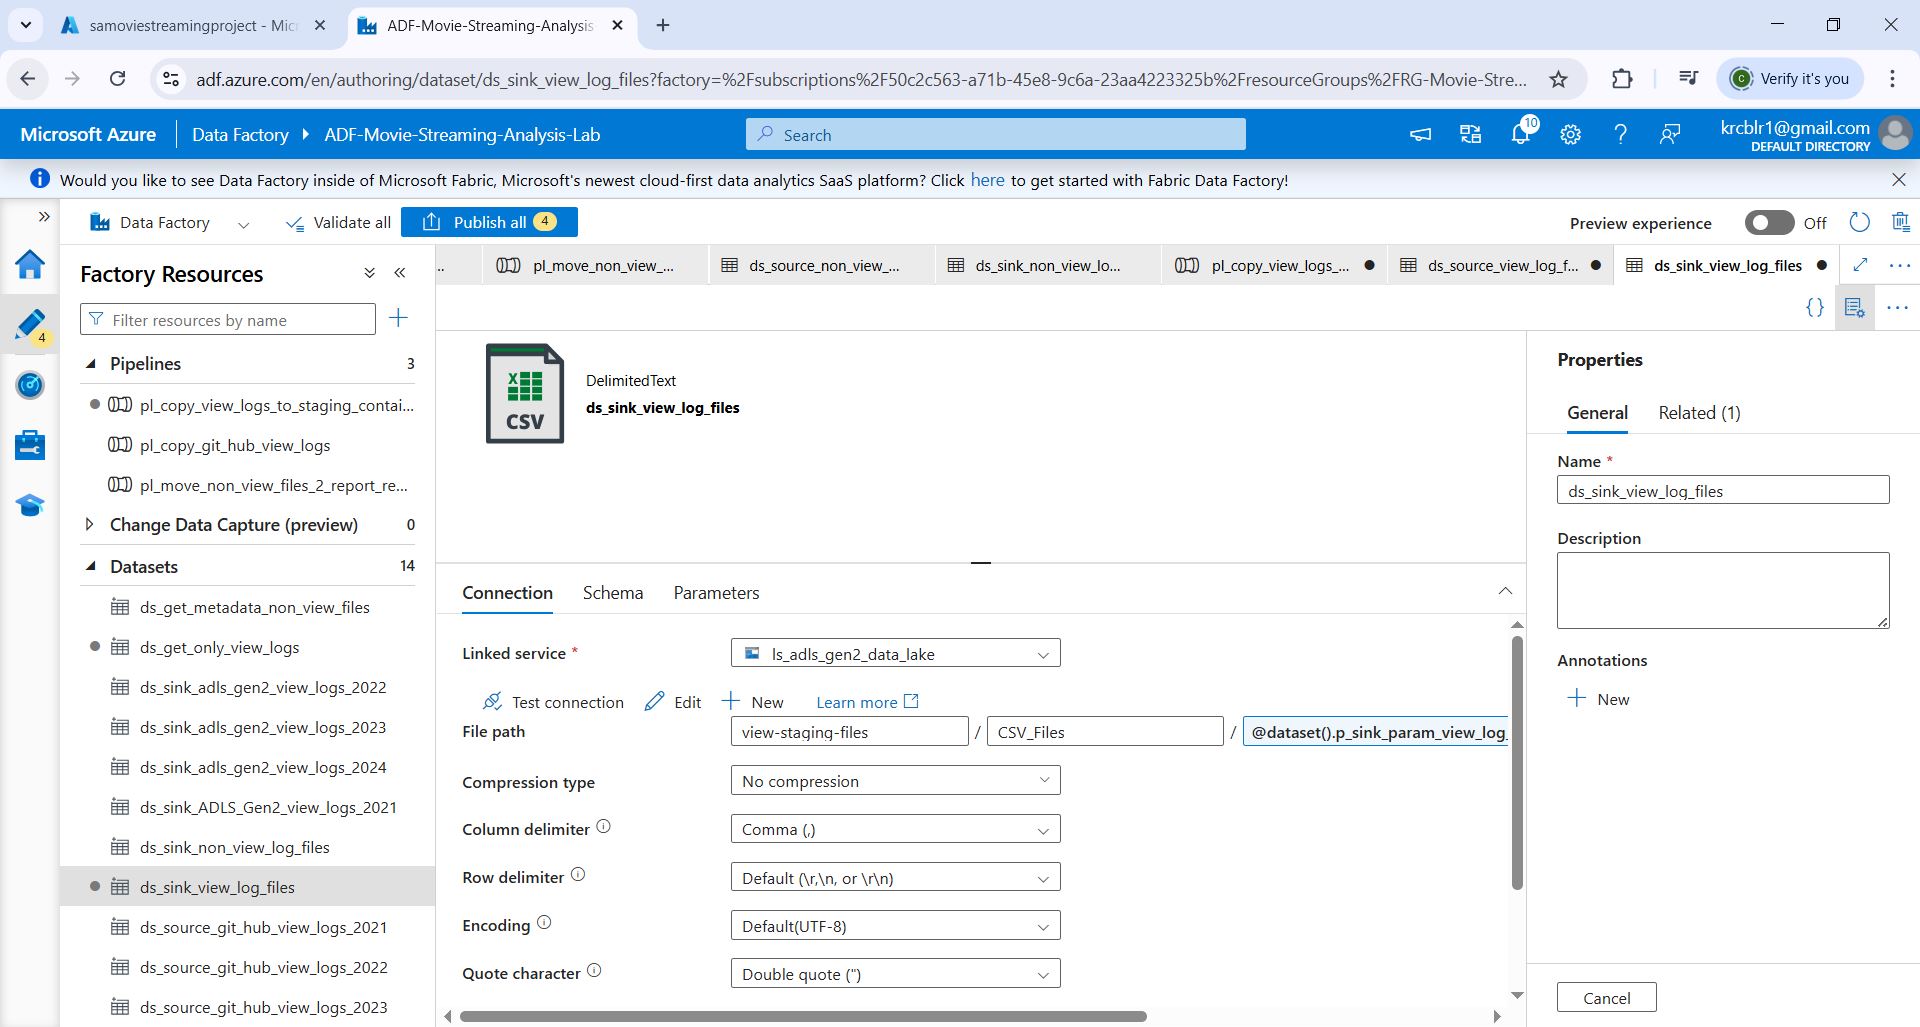 samoviestreamingproject - Micr
ADF-Movie-Streaming-Analysis
adf.azure.com/en/authoring/dataset/ds_sink_view_log_files?factory=%2Fsubscriptions%2F50c2c563-a71b-45e8-9c6a-23aa4223325b%2FresourceGroups%2FRG-Movie-Stre...
C Verify it's you
Microsoft Azure Data Factory ADF-Movie-Streaming-Analysis-Lab
Search
10
krcblr1@gmail.com
DEFAULT DIRECTORY
Would you like to see Data Factory inside of Microsoft Fabric, Microsoft's newest cloud-first data analytics SaaS platform? Click here to get started with Fabric Data Factory!
Data Factory Validate all Publish all 4
Preview experience Off
4
Factory Resources
Filter resources by name
Pipelines 3
pl_copy_view_logs_to_staging_contai...
pl_copy_git_hub_view_logs
pl_move_non_view_files_2_report_re...
Change Data Capture (preview) 0
Datasets 14
ds_get_metadata_non_view_files
ds_get_only_view_logs
ds_sink_adls_gen2_view_logs_2022
ds_sink_adls_gen2_view_logs_2023
ds_sink_adls_gen2_view_logs_2024
ds_sink_ADLS_Gen2_view_logs_2021
ds_sink_non_view_log_files
ds_sink_view_log_files
ds_source_git_hub_view_logs_2021
ds_source_git_hub_view_logs_2022
ds_source_git_hub_view_logs_2023
.. pl_move_non_view_... ds_source_non_view_... ds_sink_non_view_lo... pl_copy_view_logs_... ds_source_view_log_f... ds_sink_view_log_files
X
CSV
DelimitedText
ds_sink_view_log_files
Connection Schema Parameters
Linked service * ls_adls_gen2_data_lake
Test connection Edit New Learn more
File path view-staging-files / CSV_Files / @dataset().p_sink_param_view_log_
Compression type No compression
Column delimiter Comma (,)
Row delimiter Default (\r,\n, or \r\n)
Encoding Default(UTF-8)
Quote character Double quote (")
Properties
General Related (1)
Name *
ds_sink_view_log_files
Description
Annotations
New
Cancel